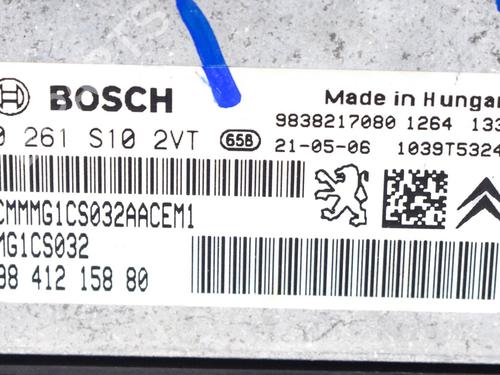 BOSCH
Made in Hungar
0 261 S10 2VT 65B
9838217080 1264 133
21-05-06 1039T5324
CMMMG1CS032AACEM1
MG1CS032
98 412 158 80